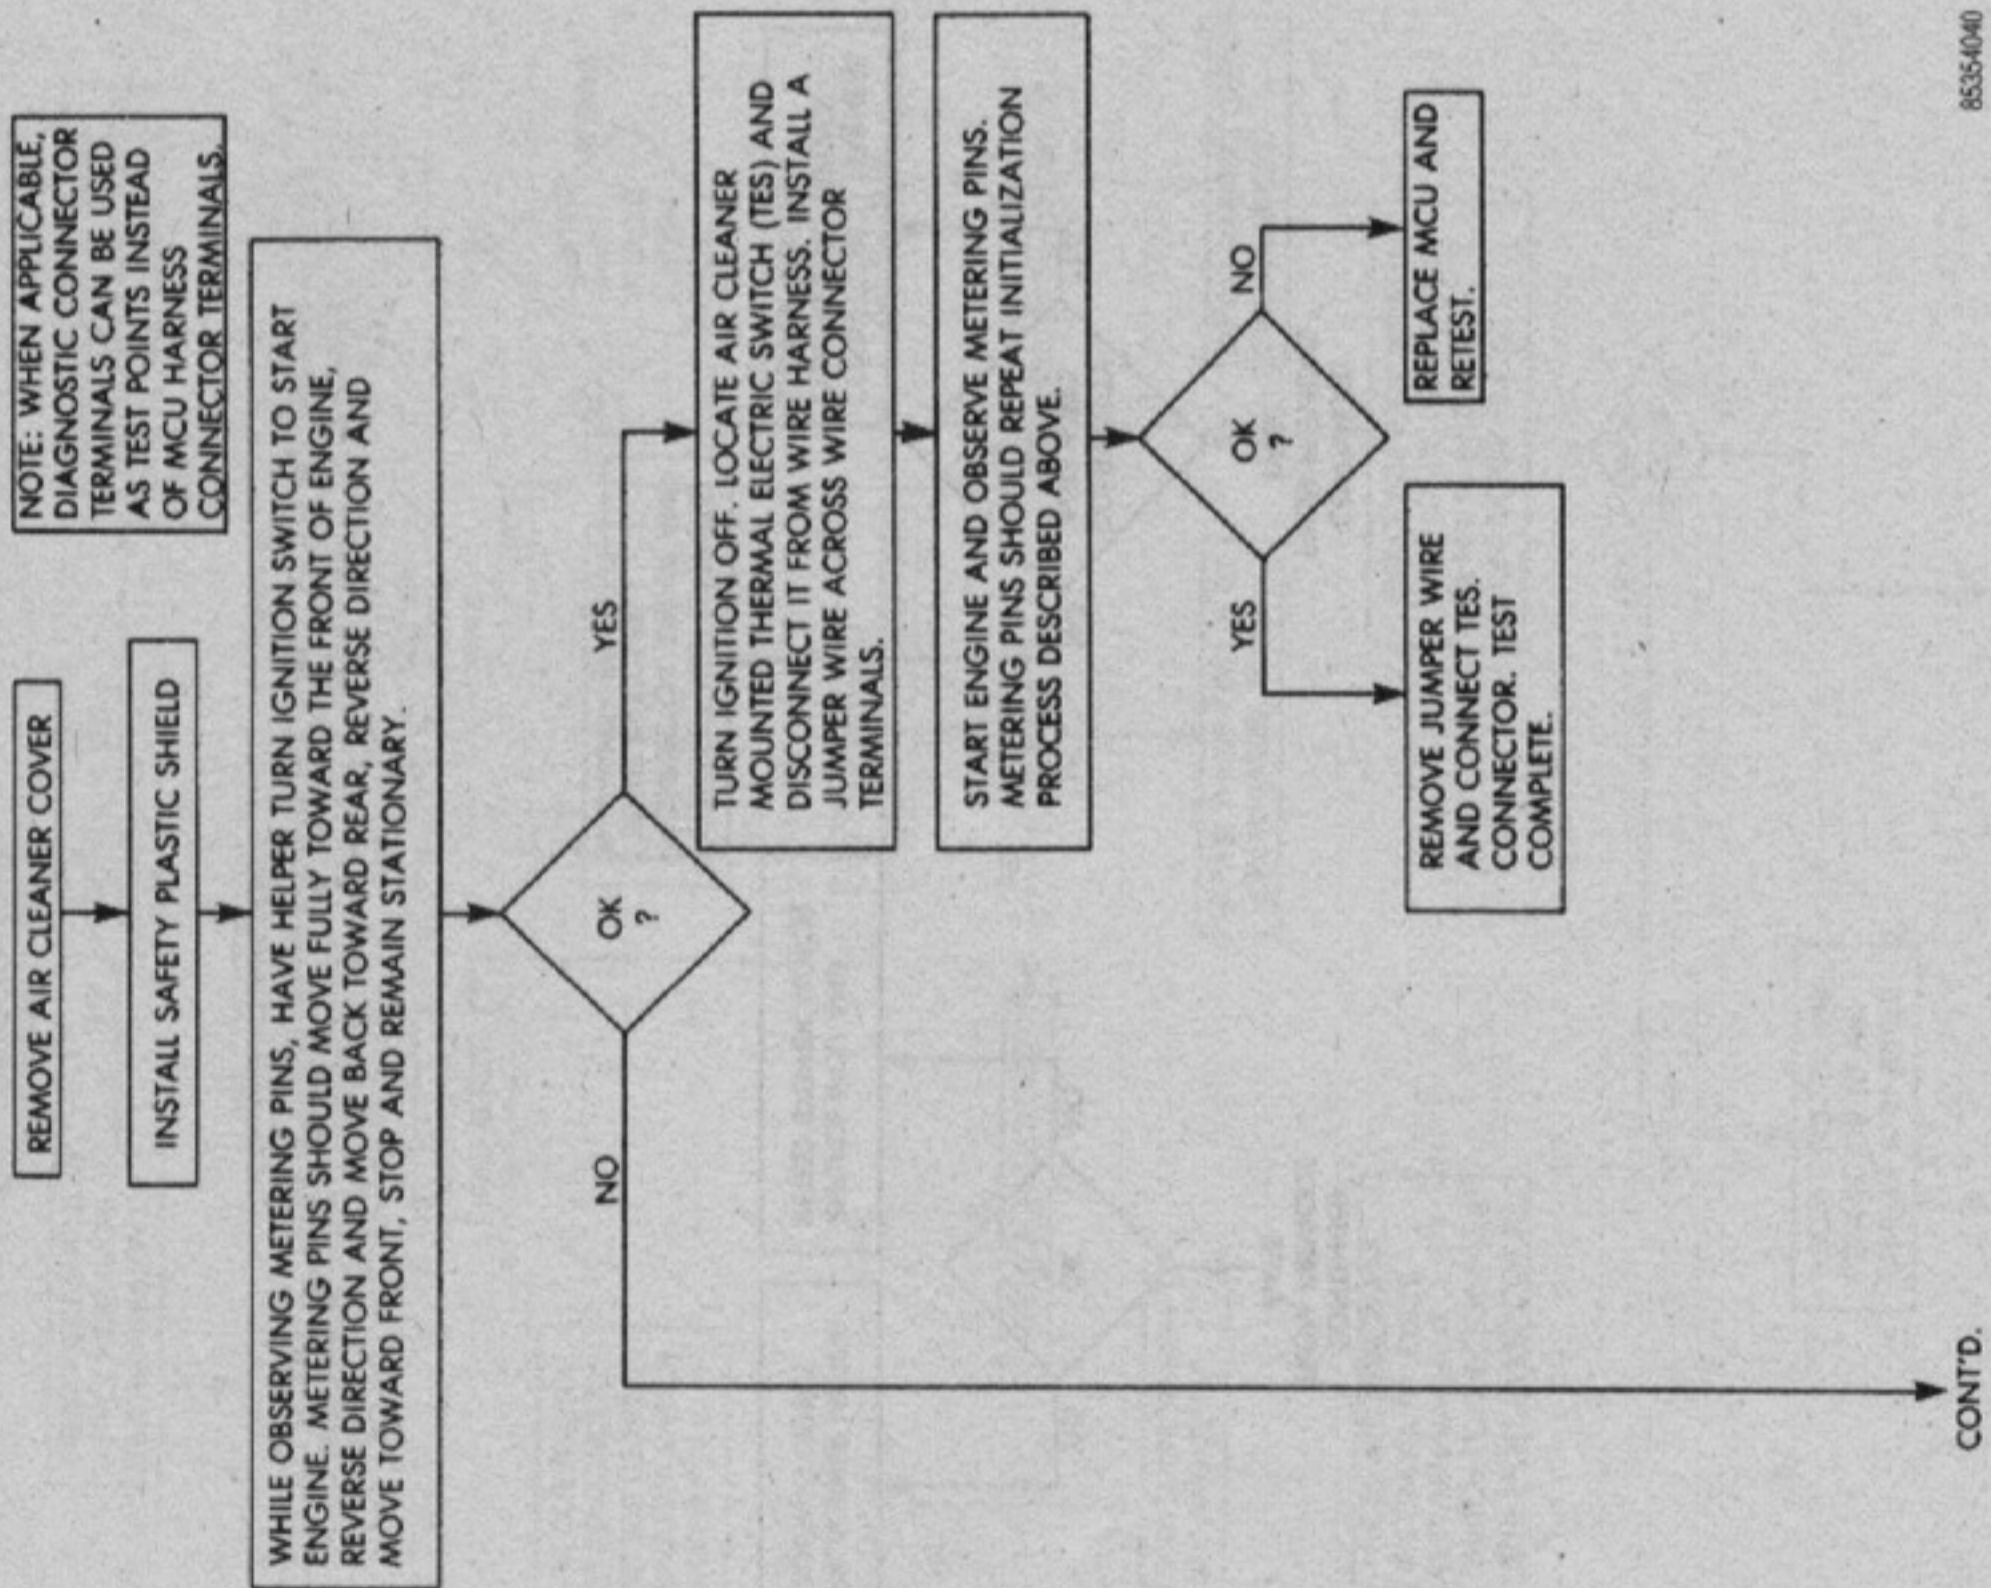 REMOVE AIR CLEANER COVER
NOTE: WHEN APPLICABLE,
DIAGNOSTIC CONNECTOR
TERMINALS CAN BE USED
AS TEST POINTS INSTEAD
OF MCU HARNESS
CONNECTOR TERMINALS.
INSTALL SAFETY PLASTIC SHIELD
WHILE OBSERVING METERING PINS, HAVE HELPER TURN IGNITION SWITCH TO START
ENGINE. METERING PINS SHOULD MOVE FULLY TOWARD THE FRONT OF ENGINE,
REVERSE DIRECTION AND MOVE BACK TOWARD REAR, REVERSE DIRECTION AND
MOVE TOWARD FRONT, STOP AND REMAIN STATIONARY.
NO
OK
?
YES
TURN IGNITION OFF. LOCATE AIR CLEANER
MOUNTED THERMAL ELECTRIC SWITCH (TES) AND
DISCONNECT IT FROM WIRE HARNESS. INSTALL A
JUMPER WIRE ACROSS WIRE CONNECTOR
TERMINALS.
START ENGINE AND OBSERVE METERING PINS.
METERING PINS SHOULD REPEAT INITIALIZATION
PROCESS DESCRIBED ABOVE.
YES
OK
?
NO
REMOVE JUMPER WIRE
AND CONNECT TES.
CONNECTOR. TEST
COMPLETE.
REPLACE MCU AND
RETEST.
CONT'D.
85354040